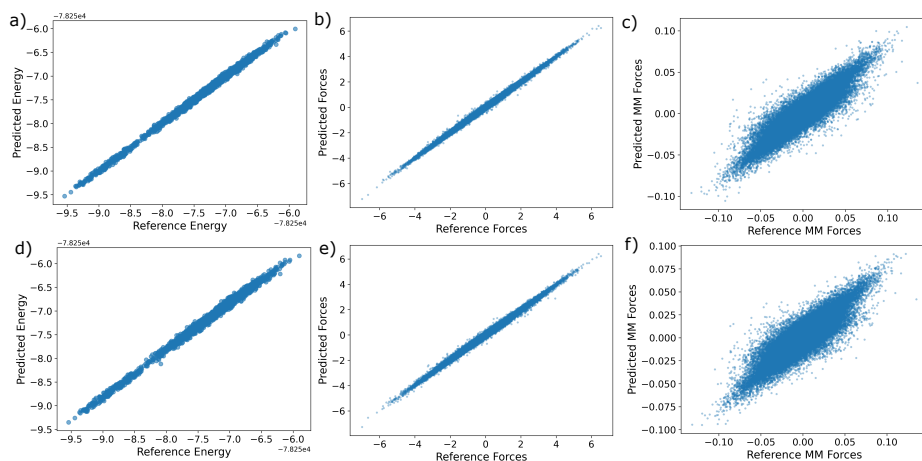 a)
−7.825e4
Predicted Energy
−6.0
−6.5
−7.0
−7.5
−8.0
−8.5
−9.0
−9.5
−9.5 −9.0 −8.5 −8.0 −7.5 −7.0 −6.5 −6.0
Reference Energy
−7.825e4
b)
Predicted Forces
6
4
2
0
−2
−4
−6
−6 −4 −2 0 2 4 6
Reference Forces
c)
Predicted MM Forces
0.10
0.05
0.00
−0.05
−0.10
−0.10 −0.05 0.00 0.05 0.10
Reference MM Forces
d)
−7.825e4
Predicted Energy
−6.0
−6.5
−7.0
−7.5
−8.0
−8.5
−9.0
−9.5
−9.5 −9.0 −8.5 −8.0 −7.5 −7.0 −6.5 −6.0
Reference Energy
−7.825e4
e)
Predicted Forces
6
4
2
0
−2
−4
−6
−6 −4 −2 0 2 4 6
Reference Forces
f)
Predicted MM Forces
0.100
0.075
0.050
0.025
0.000
−0.025
−0.050
−0.075
−0.100
−0.10 −0.05 0.00 0.05 0.10
Reference MM Forces